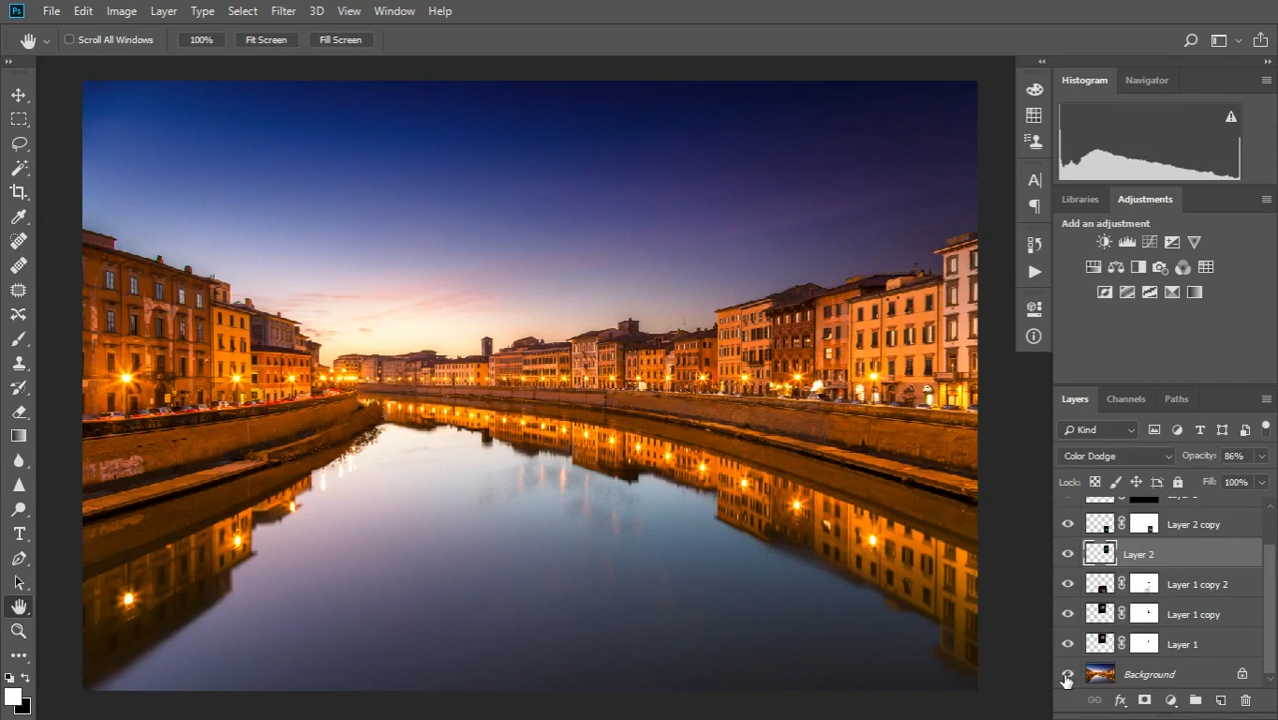 Ps File Edit Image Layer Type Select Filter 3D View Window Help
Scroll All Windows 100% Fit Screen Fill Screen
Histogram Navigator
Libraries Adjustments
Add an adjustment
Layers Channels Paths
Kind
Color Dodge Opacity: 86%
Lock: Fill: 100%
Layer 2 copy
Layer 2
Layer 1 copy 2
Layer 1 copy
Layer 1
Background
fx